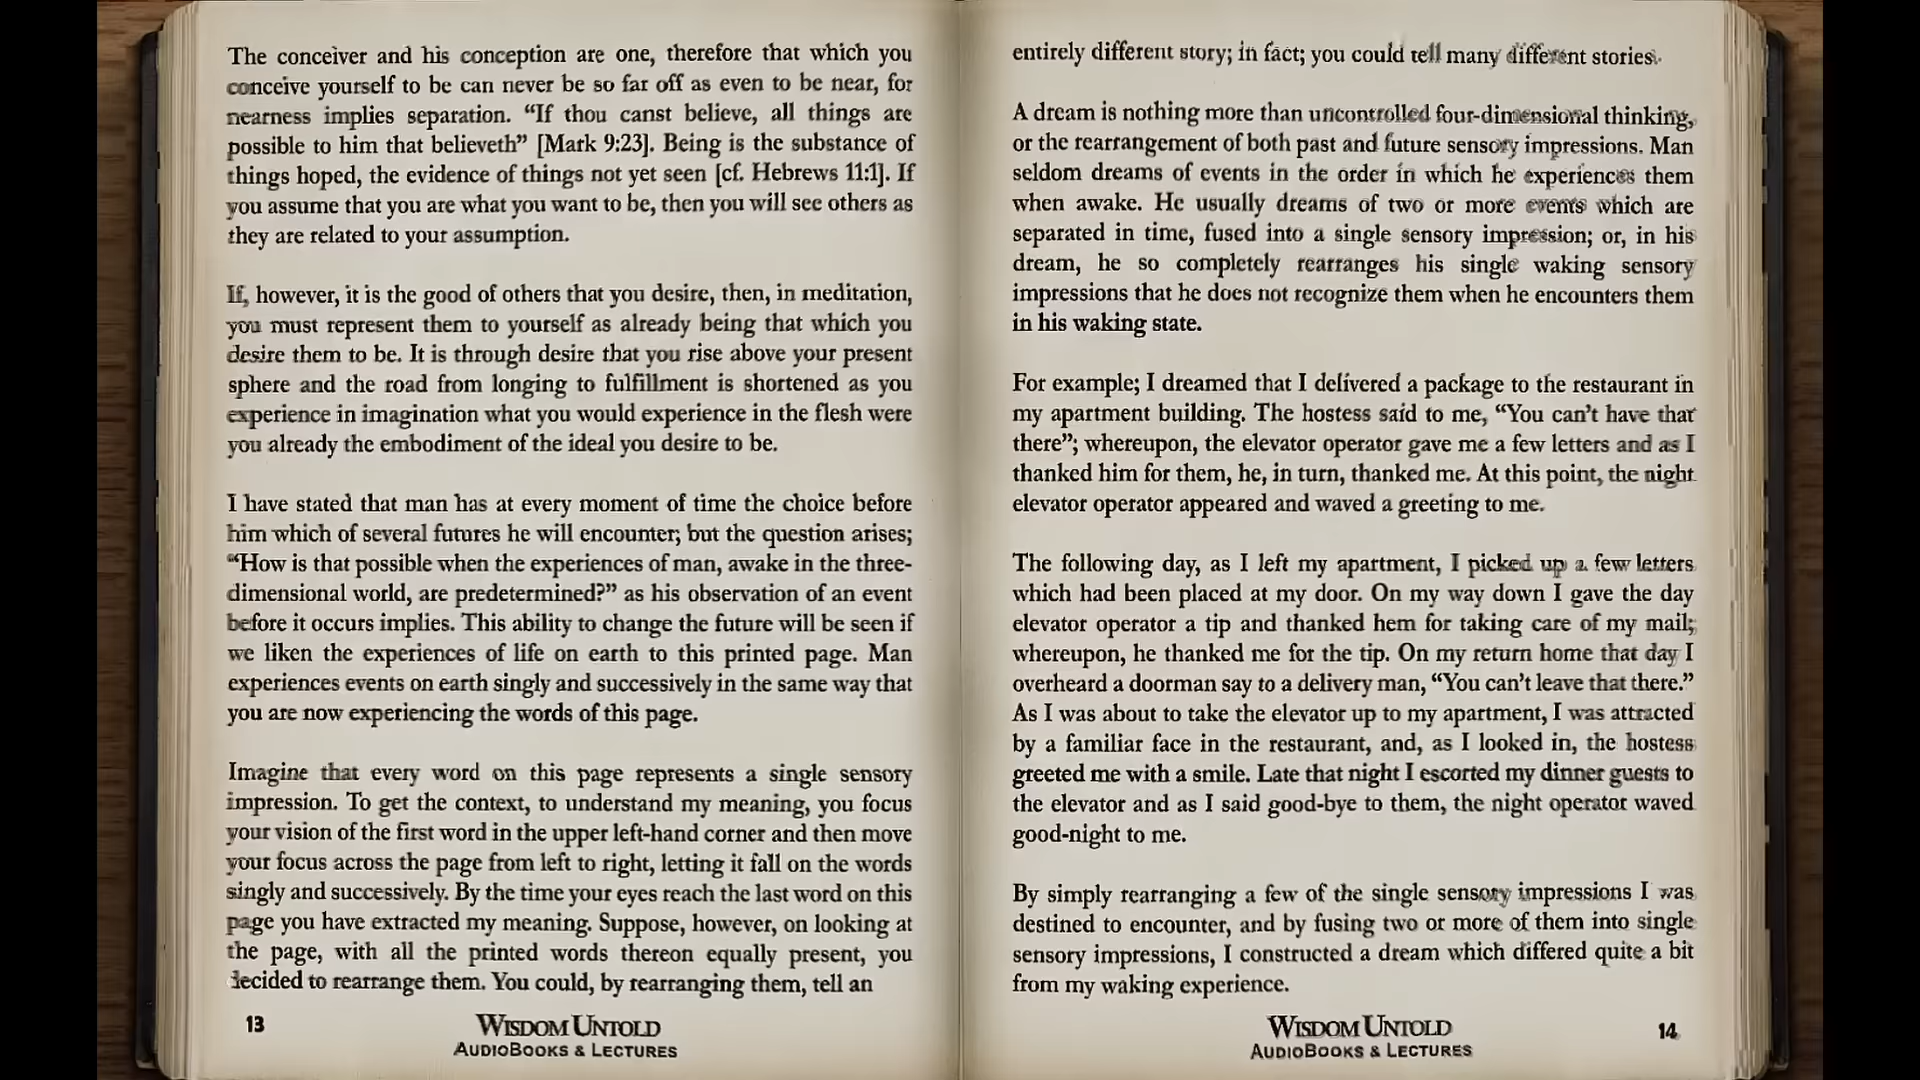 The conceiver and his conception are one, therefore that which you
conceive yourself to be can never be so far off as even to be near, for
nearness implies separation. “If thou canst believe, all things are
possible to him that believeth” [Mark 9:23]. Being is the substance of
things hoped, the evidence of things not yet seen [cf. Hebrews 11:1]. If
you assume that you are what you want to be, then you will see others as
they are related to your assumption.
If, however, it is the good of others that you desire, then, in meditation,
you must represent them to yourself as already being that which you
desire them to be. It is through desire that you rise above your present
sphere and the road from longing to fulfillment is shortened as you
experience in imagination what you would experience in the flesh were
you already the embodiment of the ideal you desire to be.
I have stated that man has at every moment of time the choice before
him which of several futures he will encounter; but the question arises;
“How is that possible when the experiences of man, awake in the three-
dimensional world, are predetermined?” as his observation of an event
before it occurs implies. This ability to change the future will be seen if
we liken the experiences of life on earth to this printed page. Man
experiences events on earth singly and successively in the same way that
you are now experiencing the words of this page.
Imagine that every word on this page represents a single sensory
impression. To get the context, to understand my meaning, you focus
your vision of the first word in the upper left-hand corner and then move
your focus across the page from left to right, letting it fall on the words
singly and successively. By the time your eyes reach the last word on this
page you have extracted my meaning. Suppose, however, on looking at
the page, with all the printed words thereon equally present, you
decided to rearrange them. You could, by rearranging them, tell an
13
WISDOM UNTOLD
AUDIOBOOKS & LECTURES
entirely different story; in fact; you could tell many different stories.
A dream is nothing more than uncontrolled four-dimensional thinking,
or the rearrangement of both past and future sensory impressions. Man
seldom dreams of events in the order in which he experiences them
when awake. He usually dreams of two or more events which are
separated in time, fused into a single sensory impression; or, in his
dream, he so completely rearranges his single waking sensory
impressions that he does not recognize them when he encounters them
in his waking state.
For example; I dreamed that I delivered a package to the restaurant in
my apartment building. The hostess said to me, “You can’t have that
there”; whereupon, the elevator operator gave me a few letters and as I
thanked him for them, he, in turn, thanked me. At this point, the night
elevator operator appeared and waved a greeting to me.
The following day, as I left my apartment, I picked up a few letters
which had been placed at my door. On my way down I gave the day
elevator operator a tip and thanked hem for taking care of my mail;
whereupon, he thanked me for the tip. On my return home that day I
overheard a doorman say to a delivery man, “You can’t leave that there.”
As I was about to take the elevator up to my apartment, I was attracted
by a familiar face in the restaurant, and, as I looked in, the hostess
greeted me with a smile. Late that night I escorted my dinner guests to
the elevator and as I said good-bye to them, the night operator waved
good-night to me.
By simply rearranging a few of the single sensory impressions I was
destined to encounter, and by fusing two or more of them into single
sensory impressions, I constructed a dream which differed quite a bit
from my waking experience.
WISDOM UNTOLD
AUDIOBOOKS & LECTURES
14